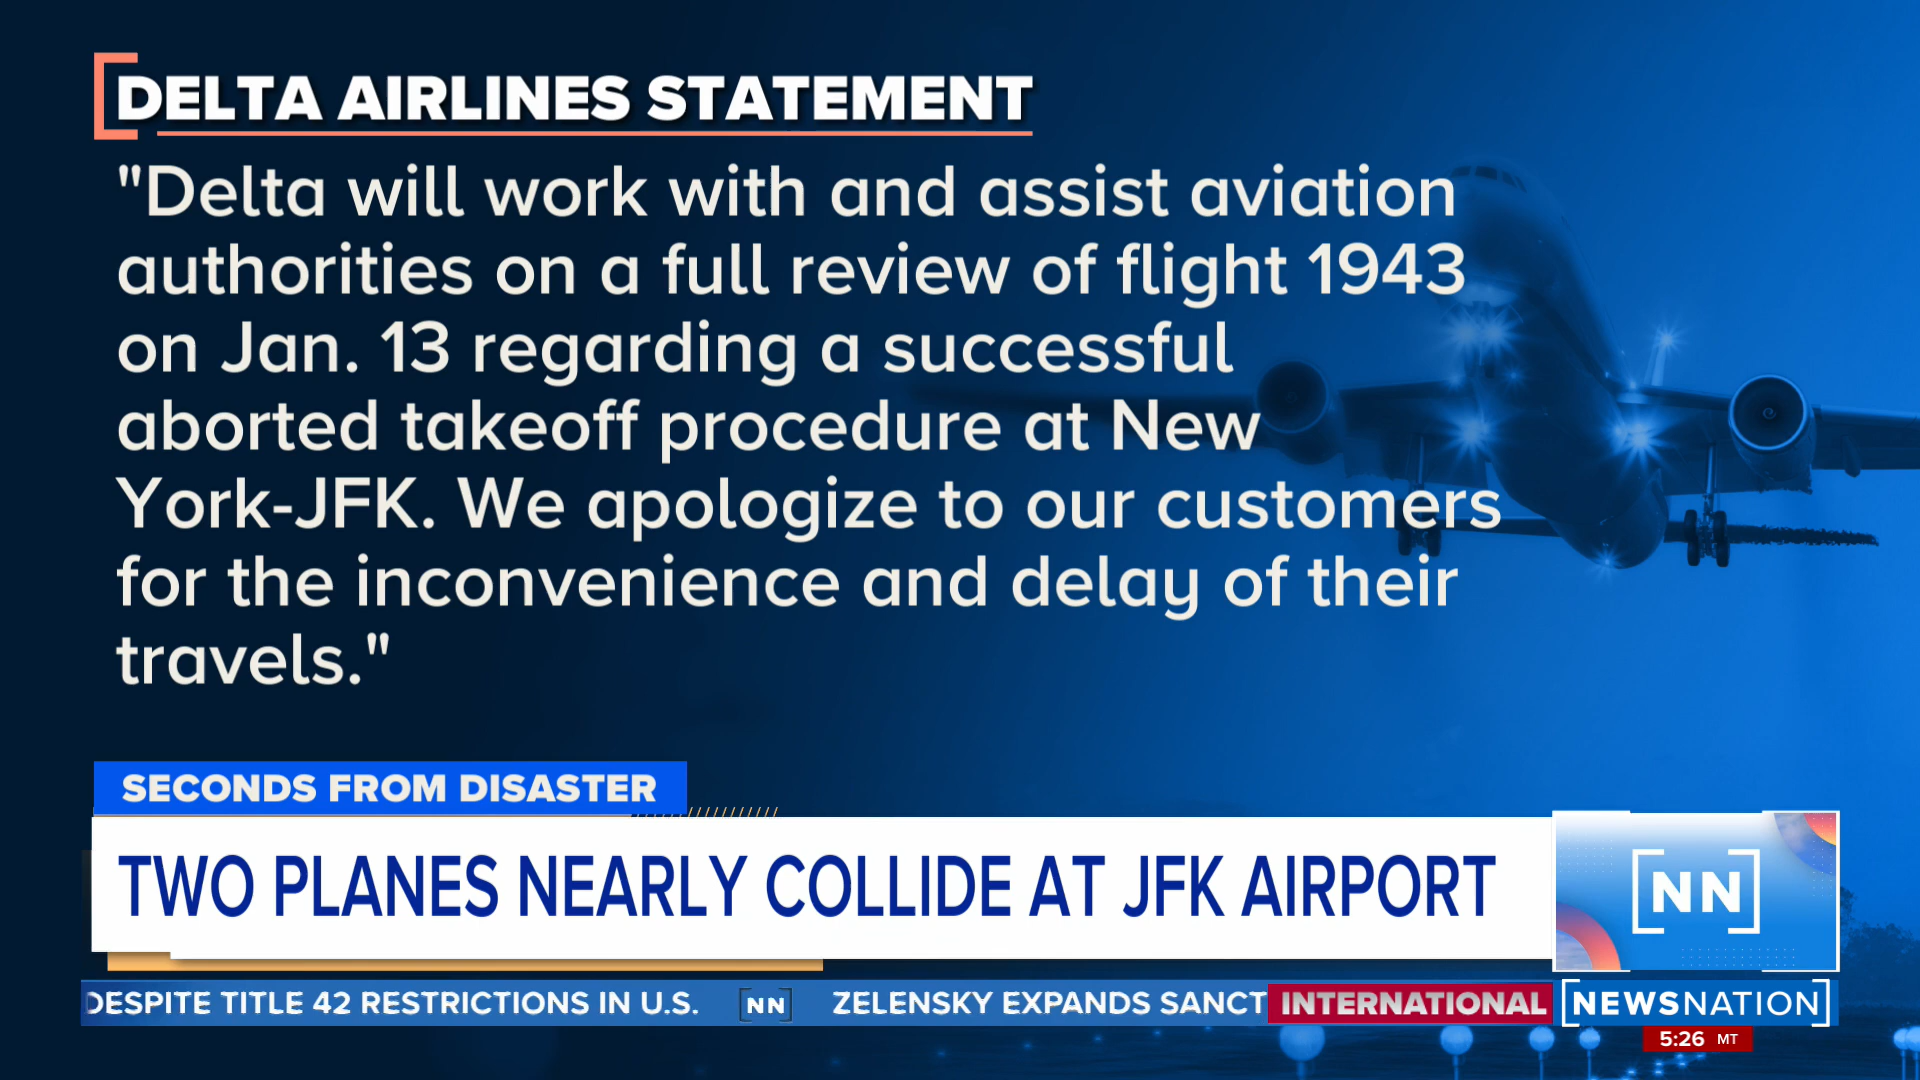 DELTA AIRLINES STATEMENT
"Delta will work with and assist aviation
authorities on a full review of flight 1943
on Jan. 13 regarding a successful
aborted takeoff procedure at New
York-JFK. We apologize to our customers
for the inconvenience and delay of their
travels."
SECONDS FROM DISASTER
TWO PLANES NEARLY COLLIDE AT JFK AIRPORT
NN
DESPITE TITLE 42 RESTRICTIONS IN U.S. NN ZELENSKY EXPANDS SANCT INTERNATIONAL NEWSNATION
5:26 MT